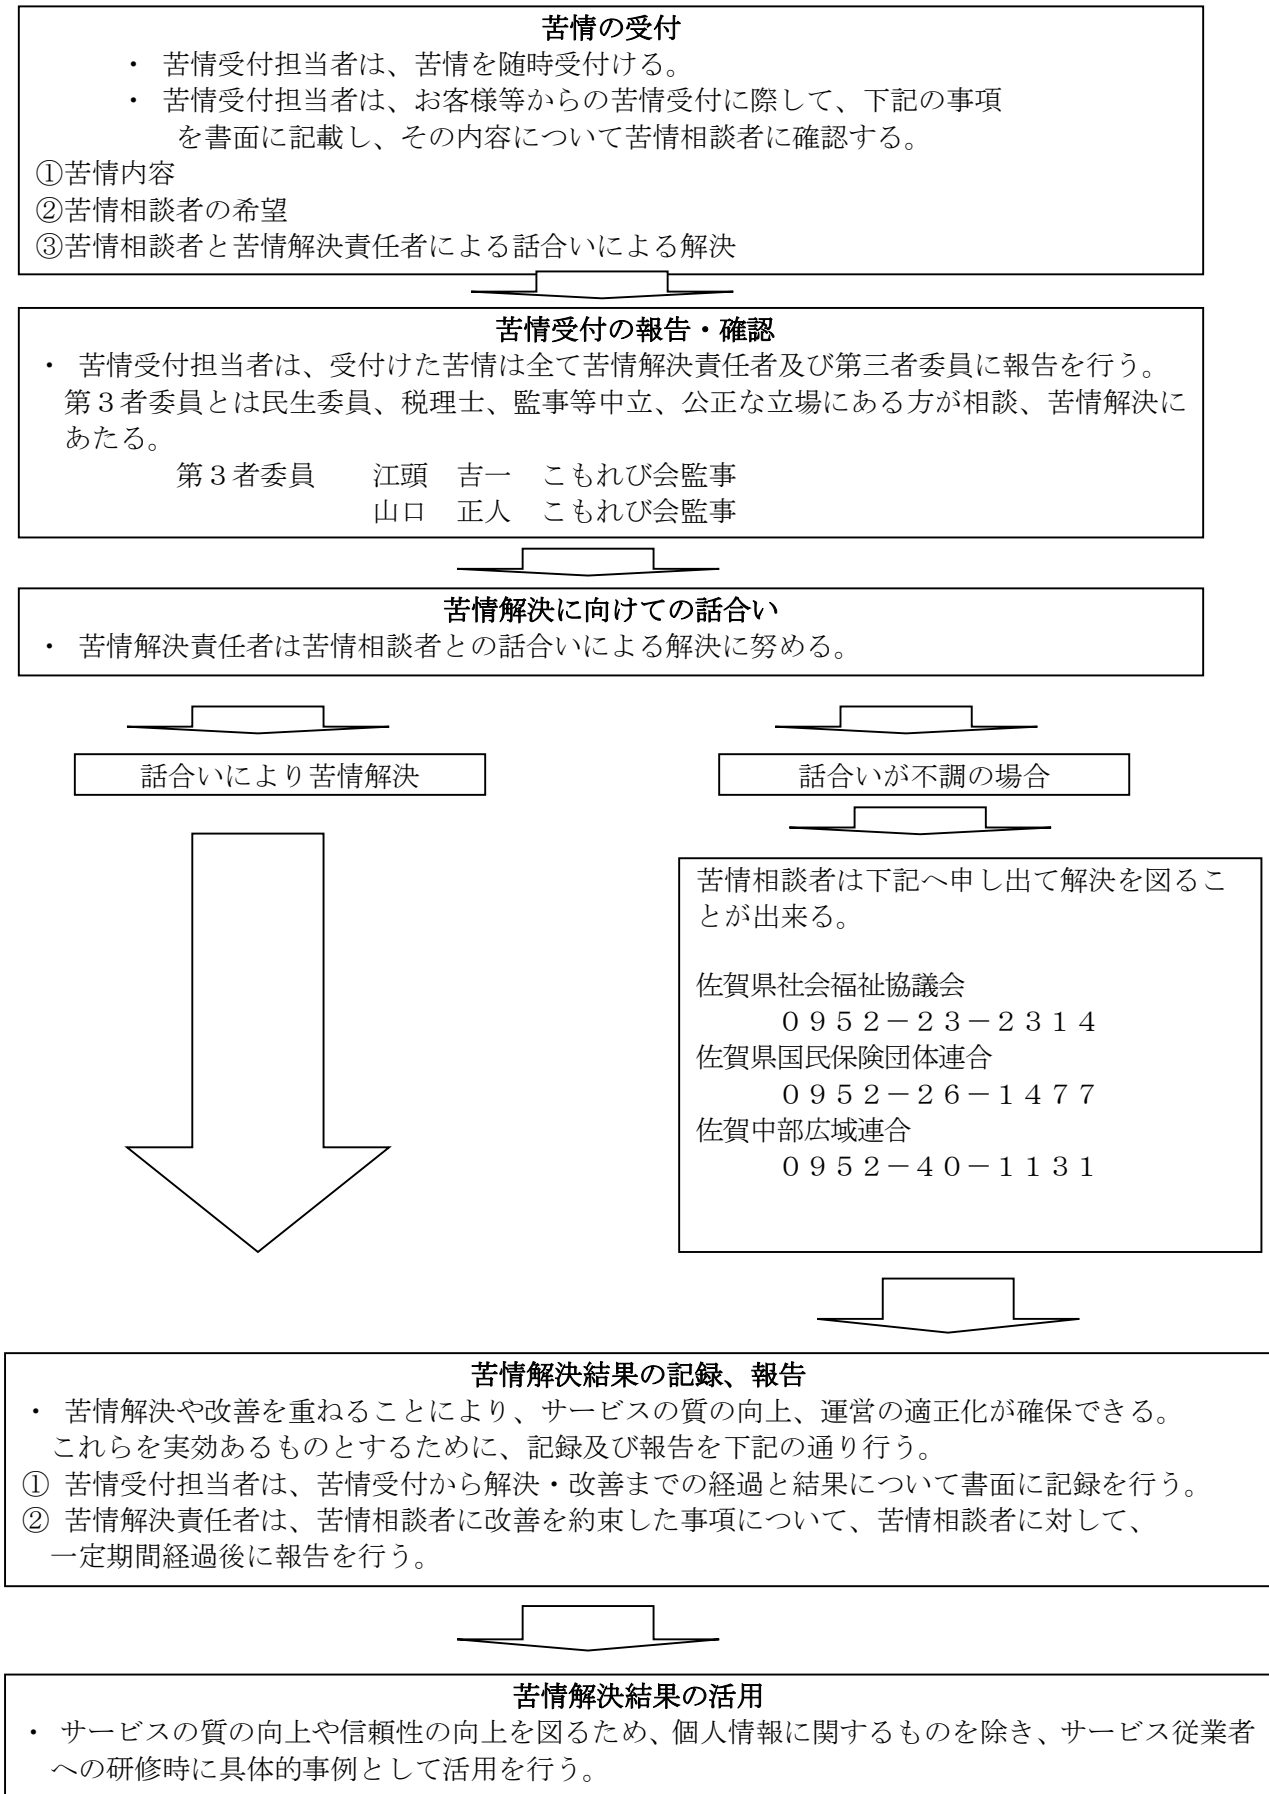 苦情の受付
・ 苦情受付担当者は、苦情を随時受付ける。
・ 苦情受付担当者は、お客様等からの苦情受付に際して、下記の事項
を書面に記載し、その内容について苦情相談者に確認する。
①苦情内容
②苦情相談者の希望
③苦情相談者と苦情解決責任者による話合いによる解決
苦情受付の報告・確認
・ 苦情受付担当者は、受付けた苦情は全て苦情解決責任者及び第三者委員に報告を行う。
第３者委員とは民生委員、税理士、監事等中立、公正な立場にある方が相談、苦情解決に
あたる。
第３者委員　　江頭　吉一　こもれび会監事
山口　正人　こもれび会監事
苦情解決に向けての話合い
・ 苦情解決責任者は苦情相談者との話合いによる解決に努める。
話合いにより苦情解決
話合いが不調の場合
苦情相談者は下記へ申し出て解決を図るこ
とが出来る。
佐賀県社会福祉協議会
０９５２－２３－２３１４
佐賀県国民保険団体連合
０９５２－２６－１４７７
佐賀中部広域連合
０９５２－４０－１１３１
苦情解決結果の記録、報告
・ 苦情解決や改善を重ねることにより、サービスの質の向上、運営の適正化が確保できる。
これらを実効あるものとするために、記録及び報告を下記の通り行う。
① 苦情受付担当者は、苦情受付から解決・改善までの経過と結果について書面に記録を行う。
② 苦情解決責任者は、苦情相談者に改善を約束した事項について、苦情相談者に対して、
一定期間経過後に報告を行う。
苦情解決結果の活用
・ サービスの質の向上や信頼性の向上を図るため、個人情報に関するものを除き、サービス従業者
への研修時に具体的事例として活用を行う。